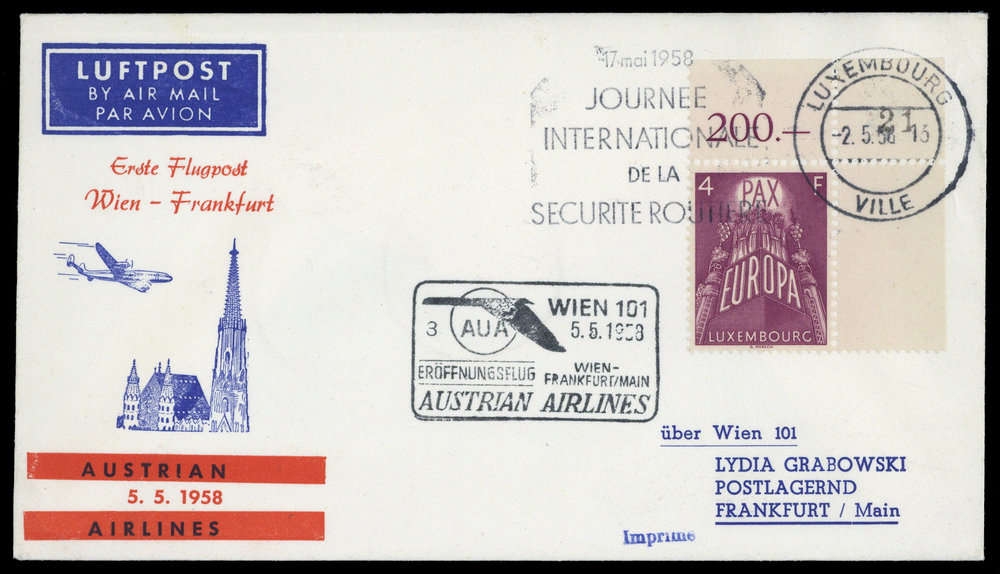 LUFTPOST
BY AIR MAIL
PAR AVION
Erste Flugpost
Wien - Frankfurt
AUSTRIAN
5. 5. 1958
AIRLINES
17 mai 1958
JOURNEE
INTERNATIONALE
DE LA
SECURITE ROUTIERE
200.—
LUXEMBOURG
21
-2.5.58 13
VILLE
4 F
PAX
EUROPA
LUXEMBOURG
WIEN 101
3 AUA 5.5.1958
ERÖFFNUNGSFLUG WIEN-
FRANKFURT/MAIN
AUSTRIAN AIRLINES
über Wien 101
LYDIA GRABOWSKI
POSTLAGERND
FRANKFURT / Main
Imprimé